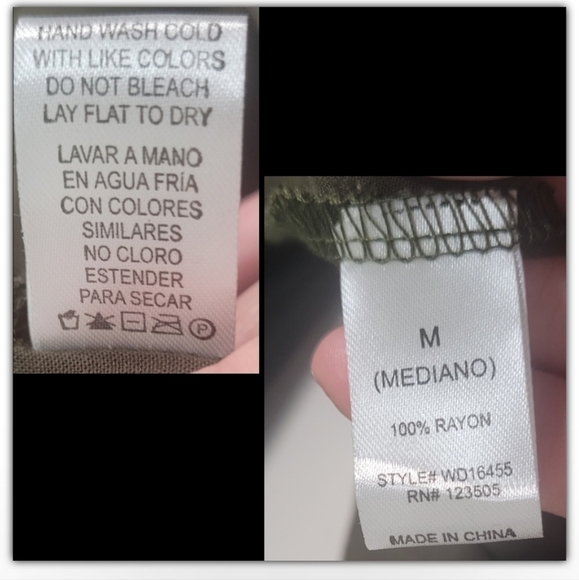 HAND WASH COLD
WITH LIKE COLORS
DO NOT BLEACH
LAY FLAT TO DRY
LAVAR A MANO
EN AGUA FRÍA
CON COLORES
SIMILARES
NO CLORO
ESTENDER
PARA SECAR
P
M
(MEDIANO)
100% RAYON
STYLE# WD16455
RN# 123505
MADE IN CHINA